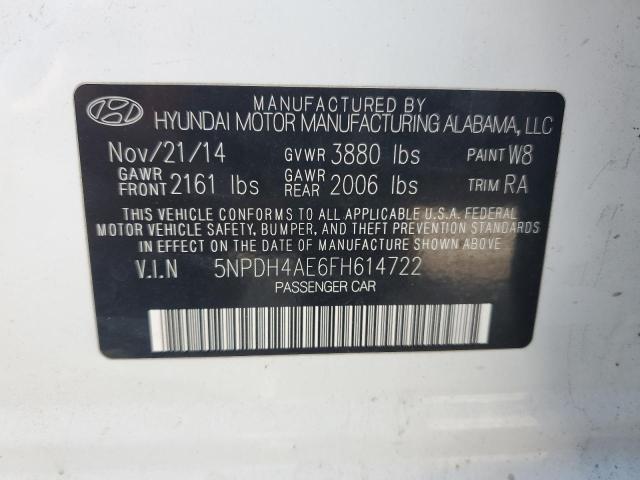 MANUFACTURED BY
HYUNDAI MOTOR MANUFACTURING ALABAMA, LLC
Nov/21/14 GVWR 3880 lbs PAINT W8
GAWR FRONT 2161 lbs GAWR REAR 2006 lbs TRIM RA
THIS VEHICLE CONFORMS TO ALL APPLICABLE U.S.A. FEDERAL
MOTOR VEHICLE SAFETY, BUMPER, AND THEFT PREVENTION STANDARDS
IN EFFECT ON THE DATE OF MANUFACTURE SHOWN ABOVE.
V.I.N 5NPDH4AE6FH614722
PASSENGER CAR